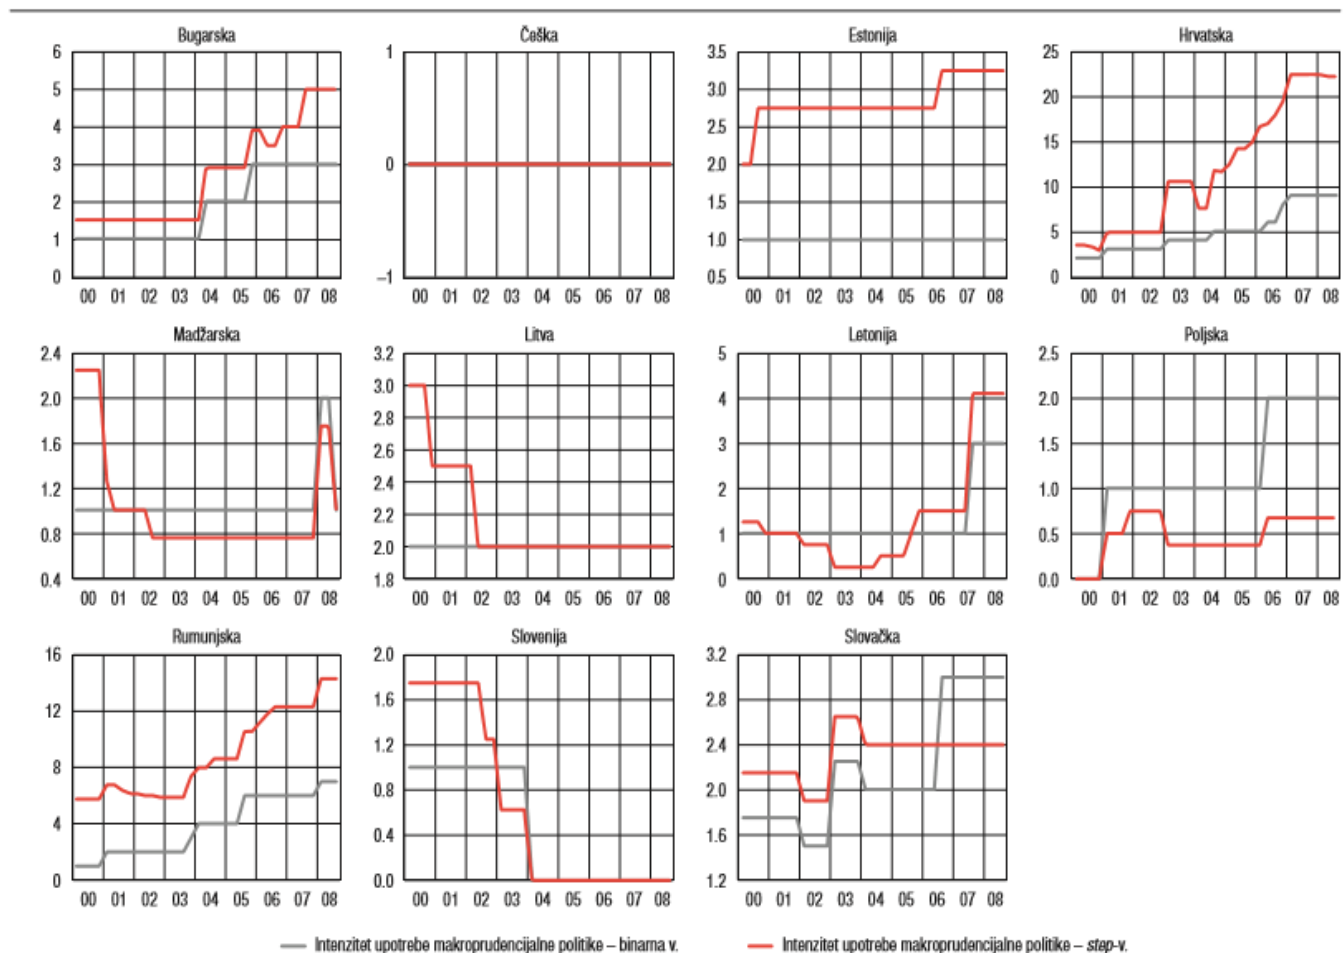 Bugarska
6
5
4
3
2
1
0
00 01 02 03 04 05 06 07 08
Češka
1
0
–1
00 01 02 03 04 05 06 07 08
Estonija
3.5
3.0
2.5
2.0
1.5
1.0
0.5
00 01 02 03 04 05 06 07 08
Hrvatska
25
20
15
10
5
0
00 01 02 03 04 05 06 07 08
Madžarska
2.4
2.0
1.6
1.2
0.8
0.4
00 01 02 03 04 05 06 07 08
Litva
3.2
3.0
2.8
2.6
2.4
2.2
2.0
1.8
00 01 02 03 04 05 06 07 08
Letonija
5
4
3
2
1
0
00 01 02 03 04 05 06 07 08
Poljska
2.5
2.0
1.5
1.0
0.5
0.0
00 01 02 03 04 05 06 07 08
Rumunjska
16
12
8
4
0
00 01 02 03 04 05 06 07 08
Slovenija
2.0
1.6
1.2
0.8
0.4
0.0
00 01 02 03 04 05 06 07 08
Slovačka
3.2
2.8
2.4
2.0
1.6
1.2
00 01 02 03 04 05 06 07 08
Intenzitet upotrebe makroprudencijalne politike – binarna v.
Intenzitet upotrebe makroprudencijalne politike – step-v.